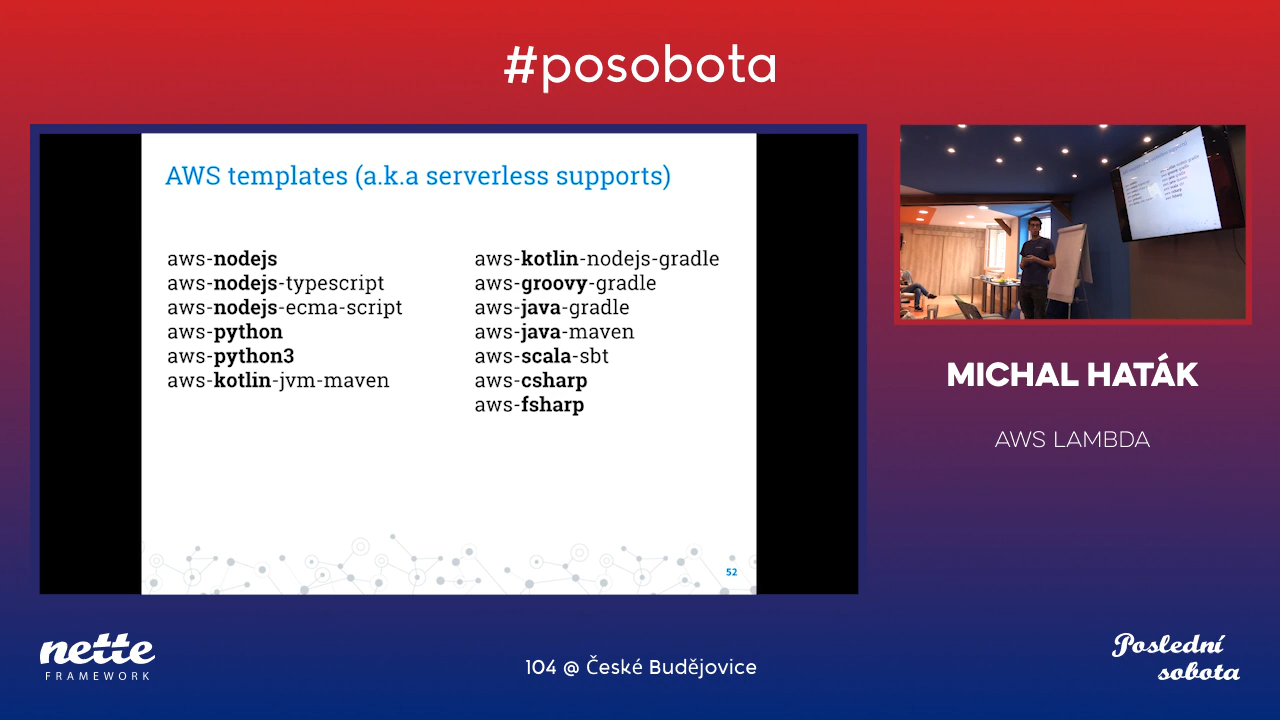 #posobota
AWS templates (a.k.a serverless supports)
aws-nodejs
aws-nodejs-typescript
aws-nodejs-ecma-script
aws-python
aws-python3
aws-kotlin-jvm-maven
aws-kotlin-nodejs-gradle
aws-groovy-gradle
aws-java-gradle
aws-java-maven
aws-scala-sbt
aws-csharp
aws-fsharp
52
MICHAL HATÁK
AWS LAMBDA
nette
FRAMEWORK
104 @ České Budějovice
Poslední
sobota